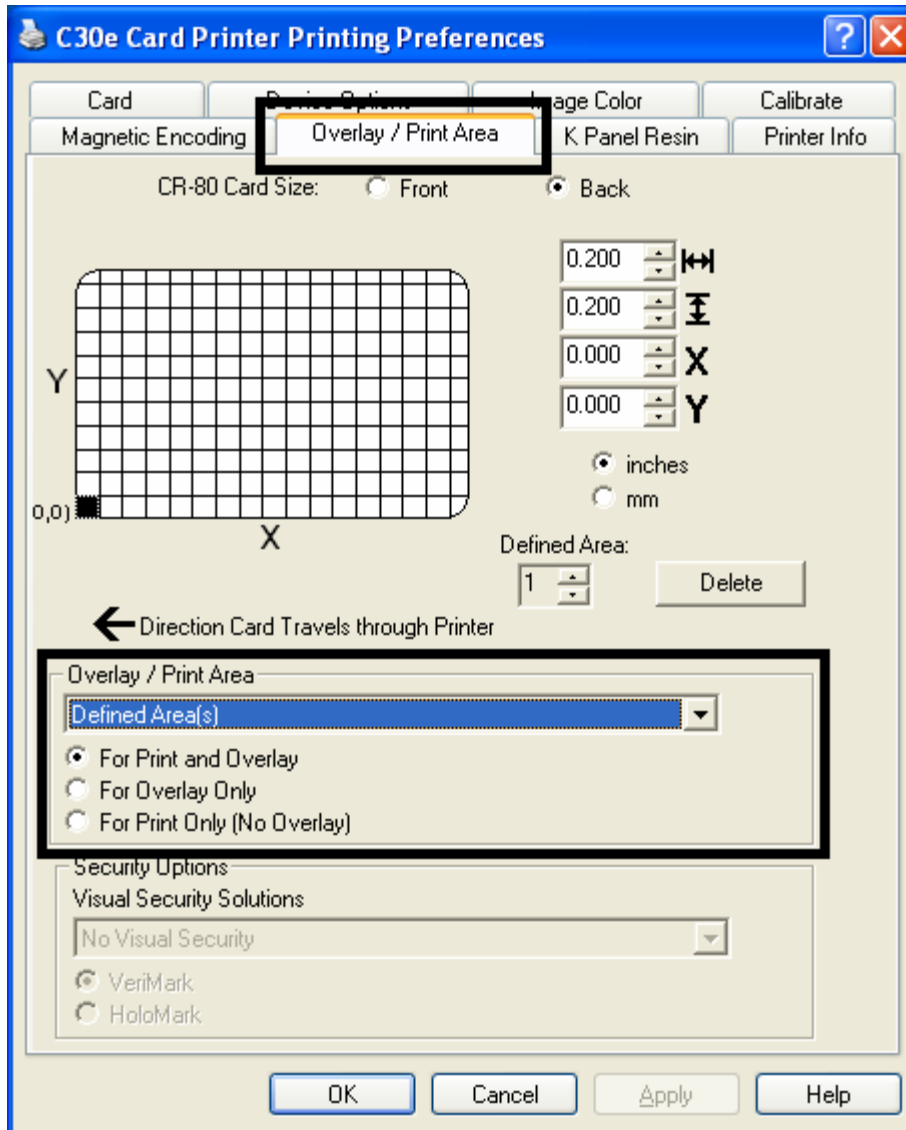 C30e Card Printer Printing Preferences
Card Device Options Image Color Calibrate
Magnetic Encoding Overlay / Print Area K Panel Resin Printer Info
CR-80 Card Size: Front Back
0.200
0.200
0.000 X
0.000 Y
Y
inches
mm
0,0)
X
Defined Area:
1 Delete
Direction Card Travels through Printer
Overlay / Print Area
Defined Area(s)
For Print and Overlay
For Overlay Only
For Print Only (No Overlay)
Security Options
Visual Security Solutions
No Visual Security
VeriMark
HoloMark
OK Cancel Apply Help